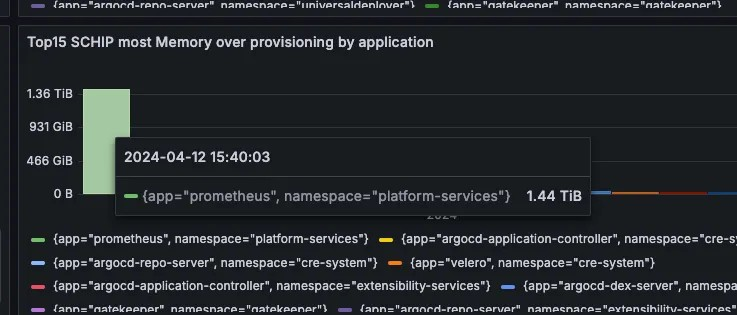 {app="argocd-repo-server", namespace="universaldeployer"} {app="gatekeeper", namespace="gatekeeper"}
Top15 SCHIP most Memory over provisioning by application
1.36 TiB
931 GiB
466 GiB
0 B
2024-04-12 15:40:03
{app="prometheus", namespace="platform-services"} 1.44 TiB
2024
{app="prometheus", namespace="platform-services"} {app="argocd-application-controller", namespace="cre-sy
{app="argocd-repo-server", namespace="cre-system"} {app="velero", namespace="cre-system"}
{app="argocd-application-controller", namespace="extensibility-services"} {app="argocd-dex-server", namespa
{app="gatekeeper", namespace="gatekeeper"} {app="argocd-repo-server", namespace="extensibility-services"}